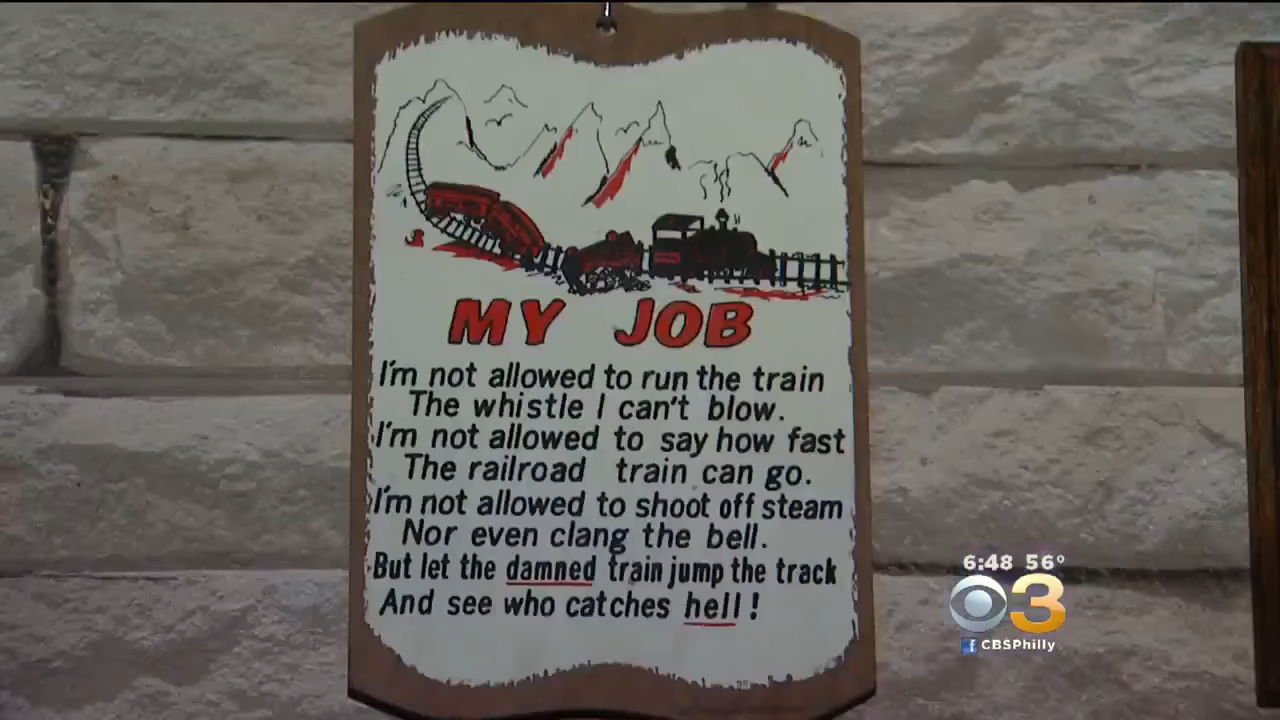 MY JOB
I'm not allowed to run the train
The whistle I can't blow.
I'm not allowed to say how fast
The railroad train can go.
I'm not allowed to shoot off steam
Nor even clang the bell.
But let the damned train jump the track
And see who catches hell!
6:48 56°
3
CBSPhilly